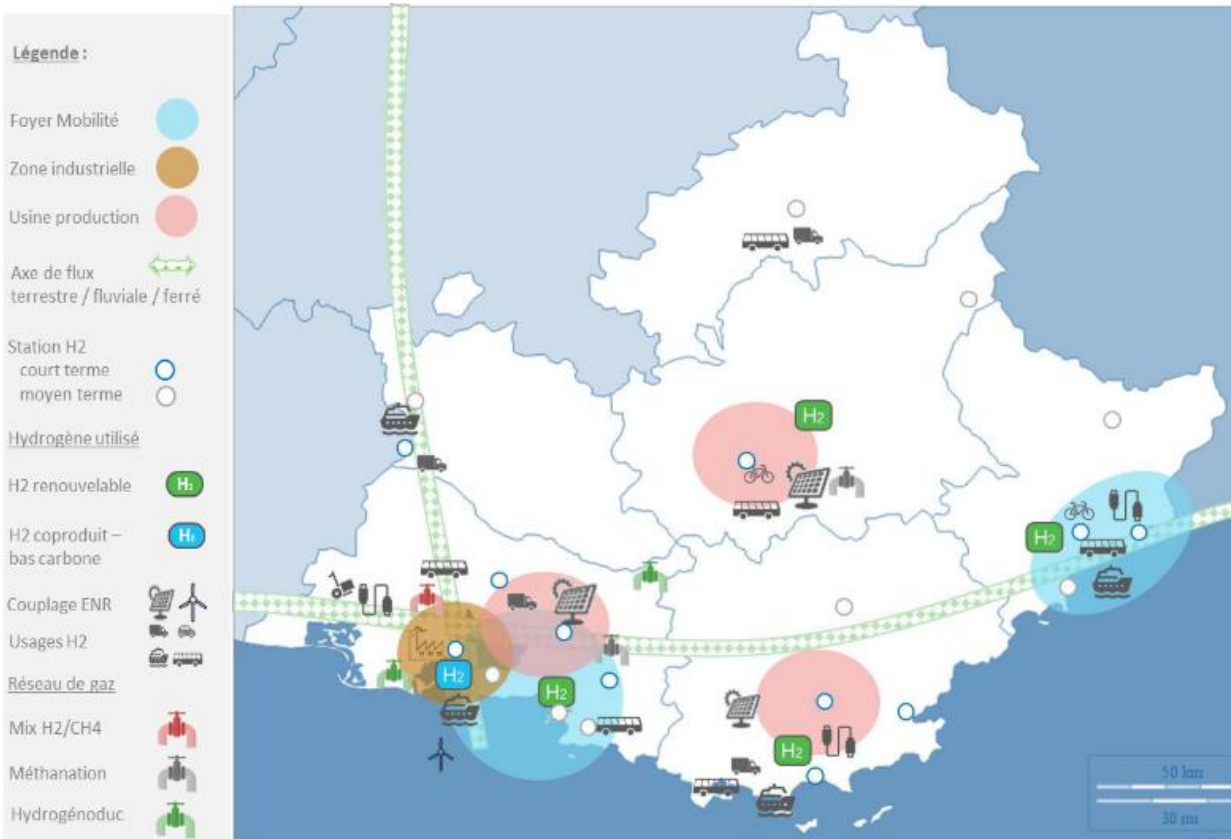 Légende :
Foyer Mobilité
Zone industrielle
Usine production
Axe de flux
terrestre / fluviale / ferré
Station H2
court terme
moyen terme
Hydrogène utilisé
H2 renouvelable
H2
H2 coproduit –
bas carbone
H2
Couplage ENR
Usages H2
Réseau de gaz
Mix H2/CH4
Méthanation
Hydrogénoduc
H2
H2
H2
H2
H2
50 km
30 mi